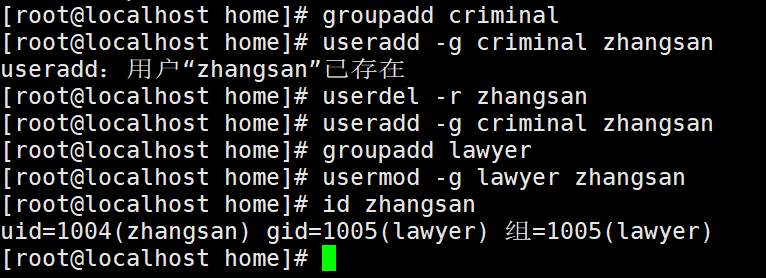 [root@localhost home]# groupadd criminal
[root@localhost home]# useradd -g criminal zhangsan
useradd：用户“zhangsan”已存在
[root@localhost home]# userdel -r zhangsan
[root@localhost home]# useradd -g criminal zhangsan
[root@localhost home]# groupadd lawyer
[root@localhost home]# usermod -g lawyer zhangsan
[root@localhost home]# id zhangsan
uid=1004(zhangsan) gid=1005(lawyer) 组=1005(lawyer)
[root@localhost home]#